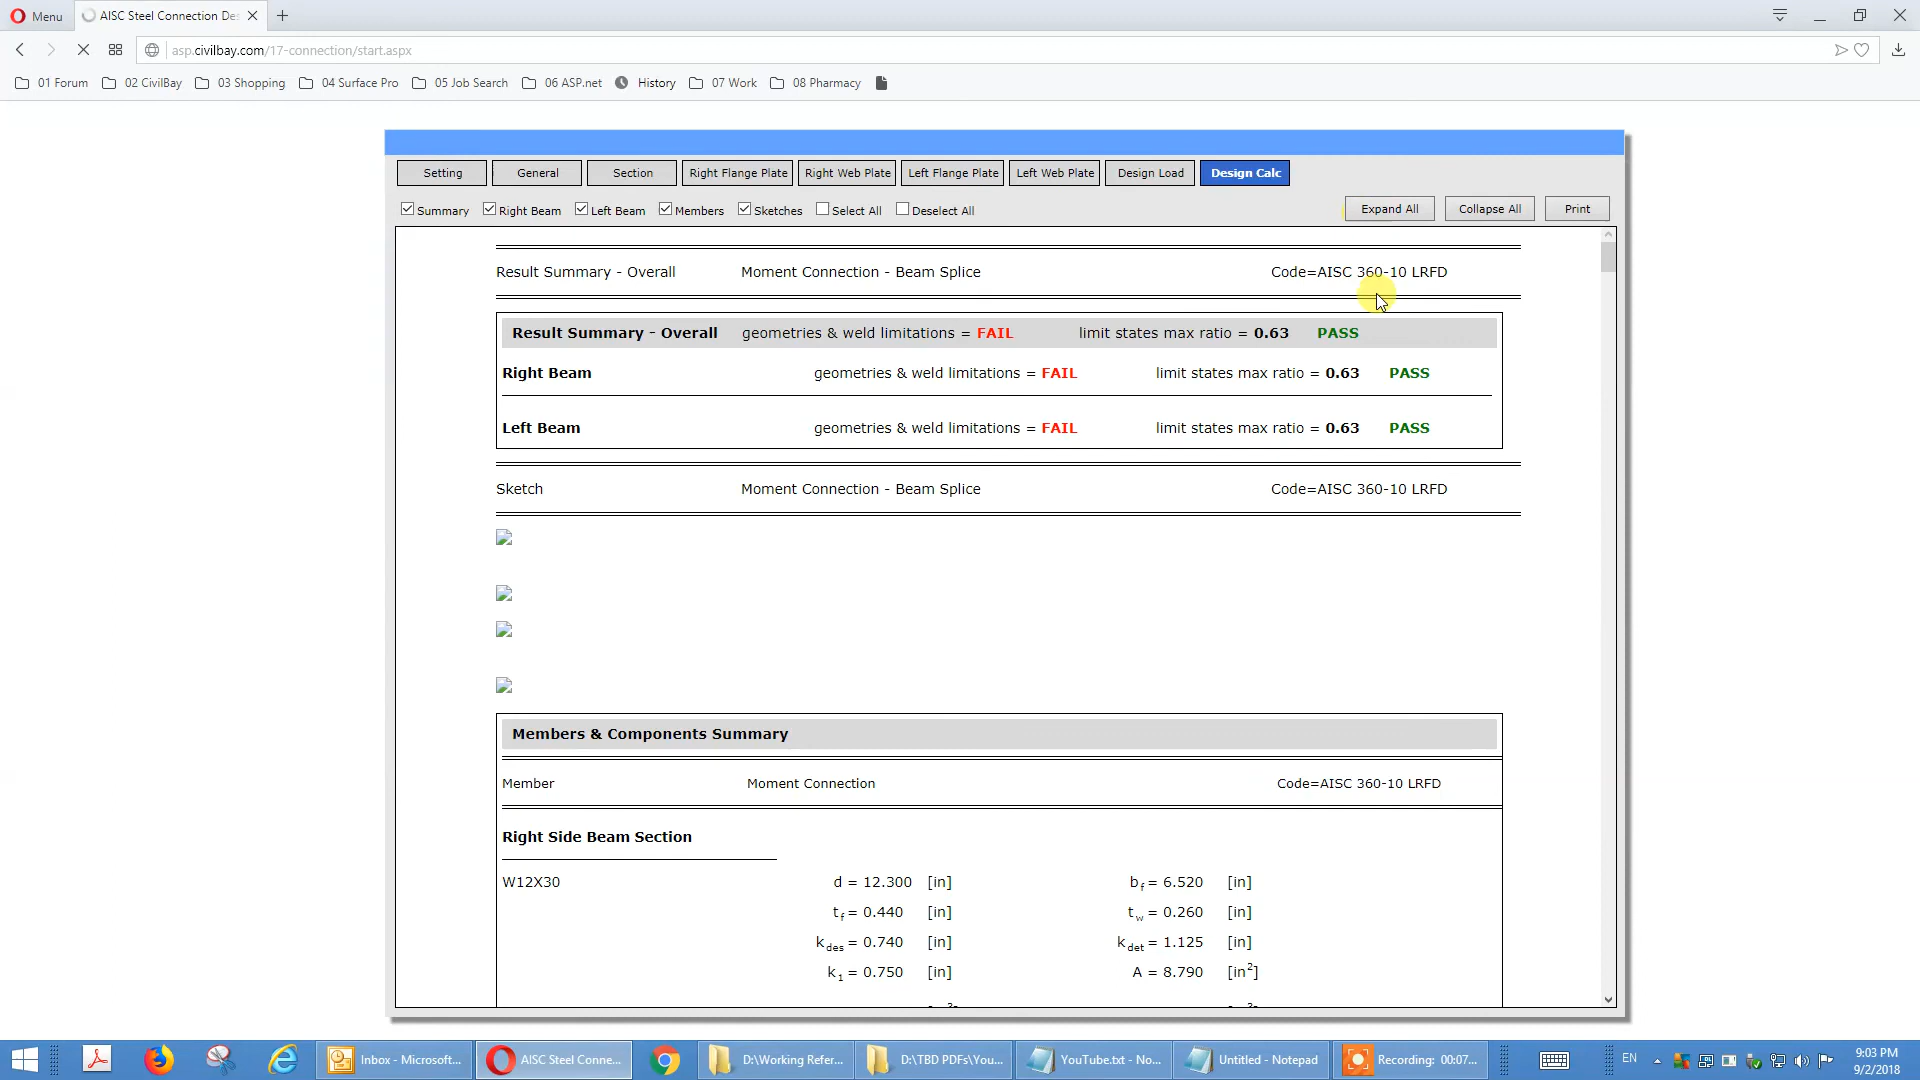 Menu
AISC Steel Connection De
asp.civilbay.com/17-connection/start.aspx
01 Forum 02 CivilBay 03 Shopping 04 Surface Pro 05 Job Search 06 ASP.net History 07 Work 08 Pharmacy
Setting General Section Right Flange Plate Right Web Plate Left Flange Plate Left Web Plate Design Load Design Calc
Summary Right Beam Left Beam Members Sketches Select All Deselect All Expand All Collapse All Print
Result Summary - Overall Moment Connection - Beam Splice Code=AISC 360-10 LRFD
Result Summary - Overall geometries & weld limitations = FAIL limit states max ratio = 0.63 PASS
Right Beam geometries & weld limitations = FAIL limit states max ratio = 0.63 PASS
Left Beam geometries & weld limitations = FAIL limit states max ratio = 0.63 PASS
Sketch Moment Connection - Beam Splice Code=AISC 360-10 LRFD
Members & Components Summary
Member Moment Connection Code=AISC 360-10 LRFD
Right Side Beam Section
W12X30 d = 12.300 [in] bf = 6.520 [in]
tf = 0.440 [in] tw = 0.260 [in]
kdes = 0.740 [in] kdet = 1.125 [in]
k1 = 0.750 [in] A = 8.790 [in2]
Inbox - Microsoft... AISC Steel Conne... D:\Working Refer... D:\TBD PDFs\You... YouTube.txt - No... Untitled - Notepad Recording: 00:07... EN 9:03 PM
9/2/2018